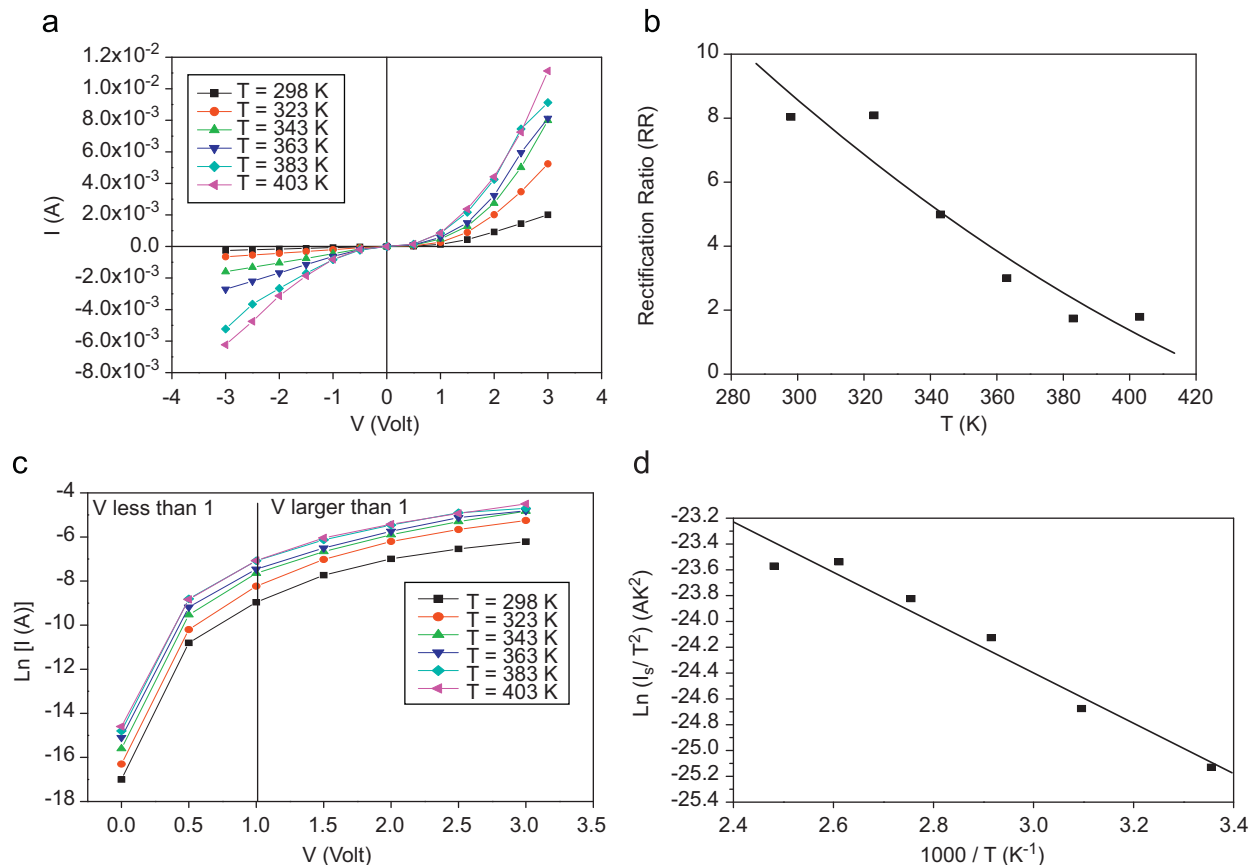 a
I (A)
1.2x10⁻²
1.0x10⁻²
8.0x10⁻³
6.0x10⁻³
4.0x10⁻³
2.0x10⁻³
0.0
-2.0x10⁻³
-4.0x10⁻³
-6.0x10⁻³
-8.0x10⁻³
T = 298 K
T = 323 K
T = 343 K
T = 363 K
T = 383 K
T = 403 K
-4 -3 -2 -1 0 1 2 3 4
V (Volt)
b
Rectification Ratio (RR)
10
8
6
4
2
0
280 300 320 340 360 380 400 420
T (K)
c
Ln [I (A)]
-4
-6
-8
-10
-12
-14
-16
-18
V less than 1 V larger than 1
T = 298 K
T = 323 K
T = 343 K
T = 363 K
T = 383 K
T = 403 K
0.0 0.5 1.0 1.5 2.0 2.5 3.0 3.5
V (Volt)
d
Ln (Iₛ/ T²) (AK²)
-23.2
-23.4
-23.6
-23.8
-24.0
-24.2
-24.4
-24.6
-24.8
-25.0
-25.2
-25.4
2.4 2.6 2.8 3.0 3.2 3.4
1000 / T (K⁻¹)